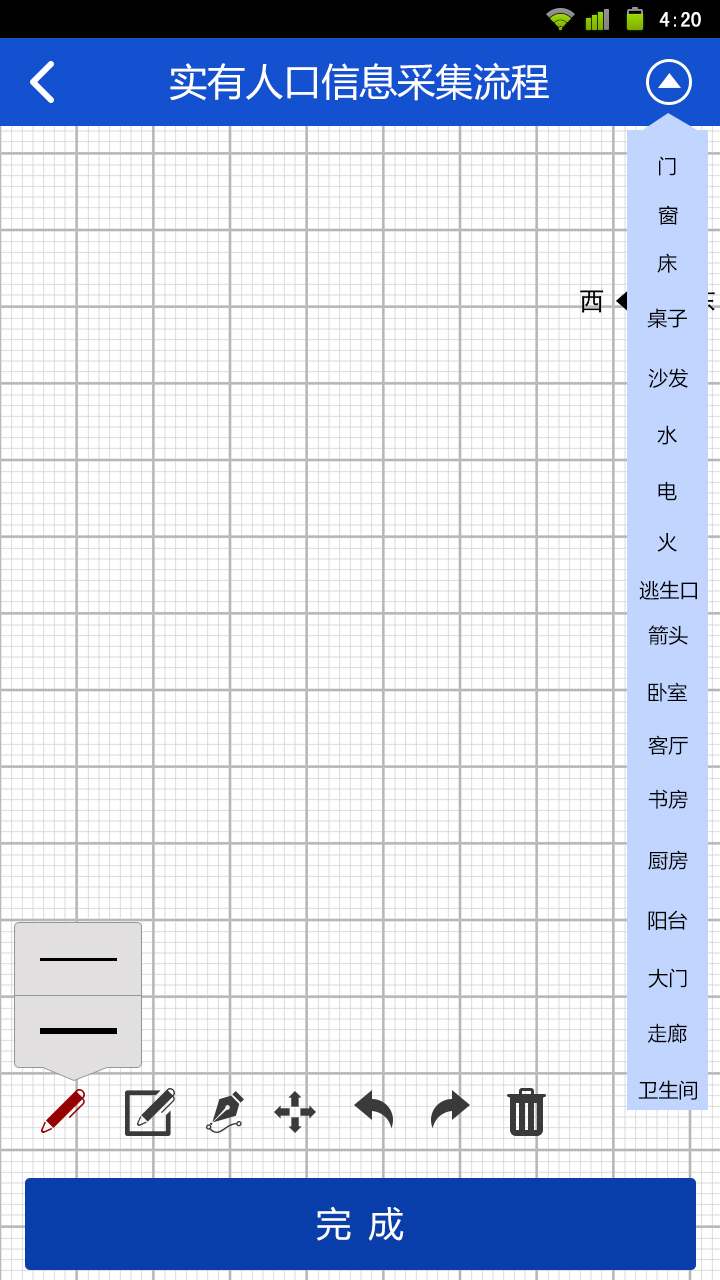 4:20
实有人口信息采集流程
门
窗
床
西
桌子
沙发
水
电
火
逃生口
箭头
卧室
客厅
书房
厨房
阳台
大门
走廊
卫生间
完 成